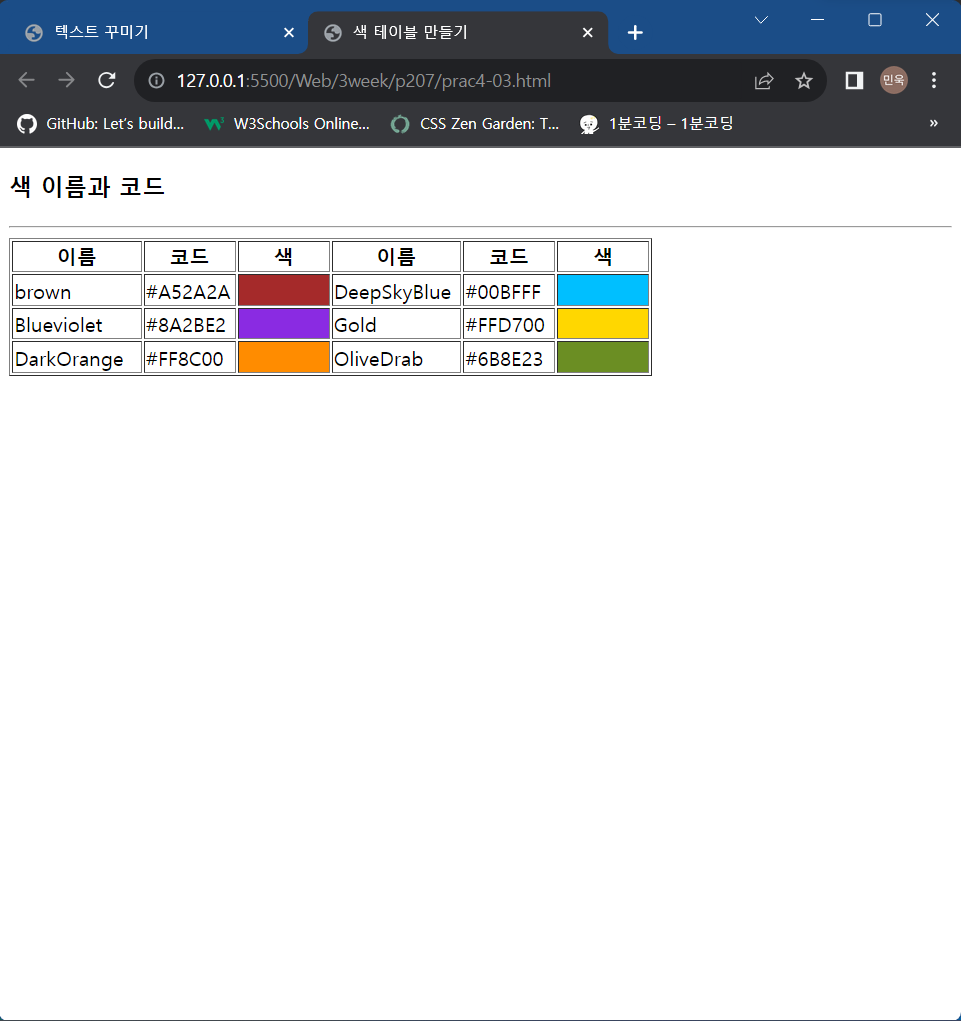 텍스트 꾸미기 색 테이블 만들기
127.0.0.1:5500/Web/3week/p207/prac4-03.html 민욱
GitHub: Let's build... W3Schools Online... CSS Zen Garden: T... 1분코딩 – 1분코딩 »
색 이름과 코드
이름 코드 색 이름 코드 색
brown #A52A2A DeepSkyBlue #00BFFF
Blueviolet #8A2BE2 Gold #FFD700
DarkOrange #FF8C00 OliveDrab #6B8E23